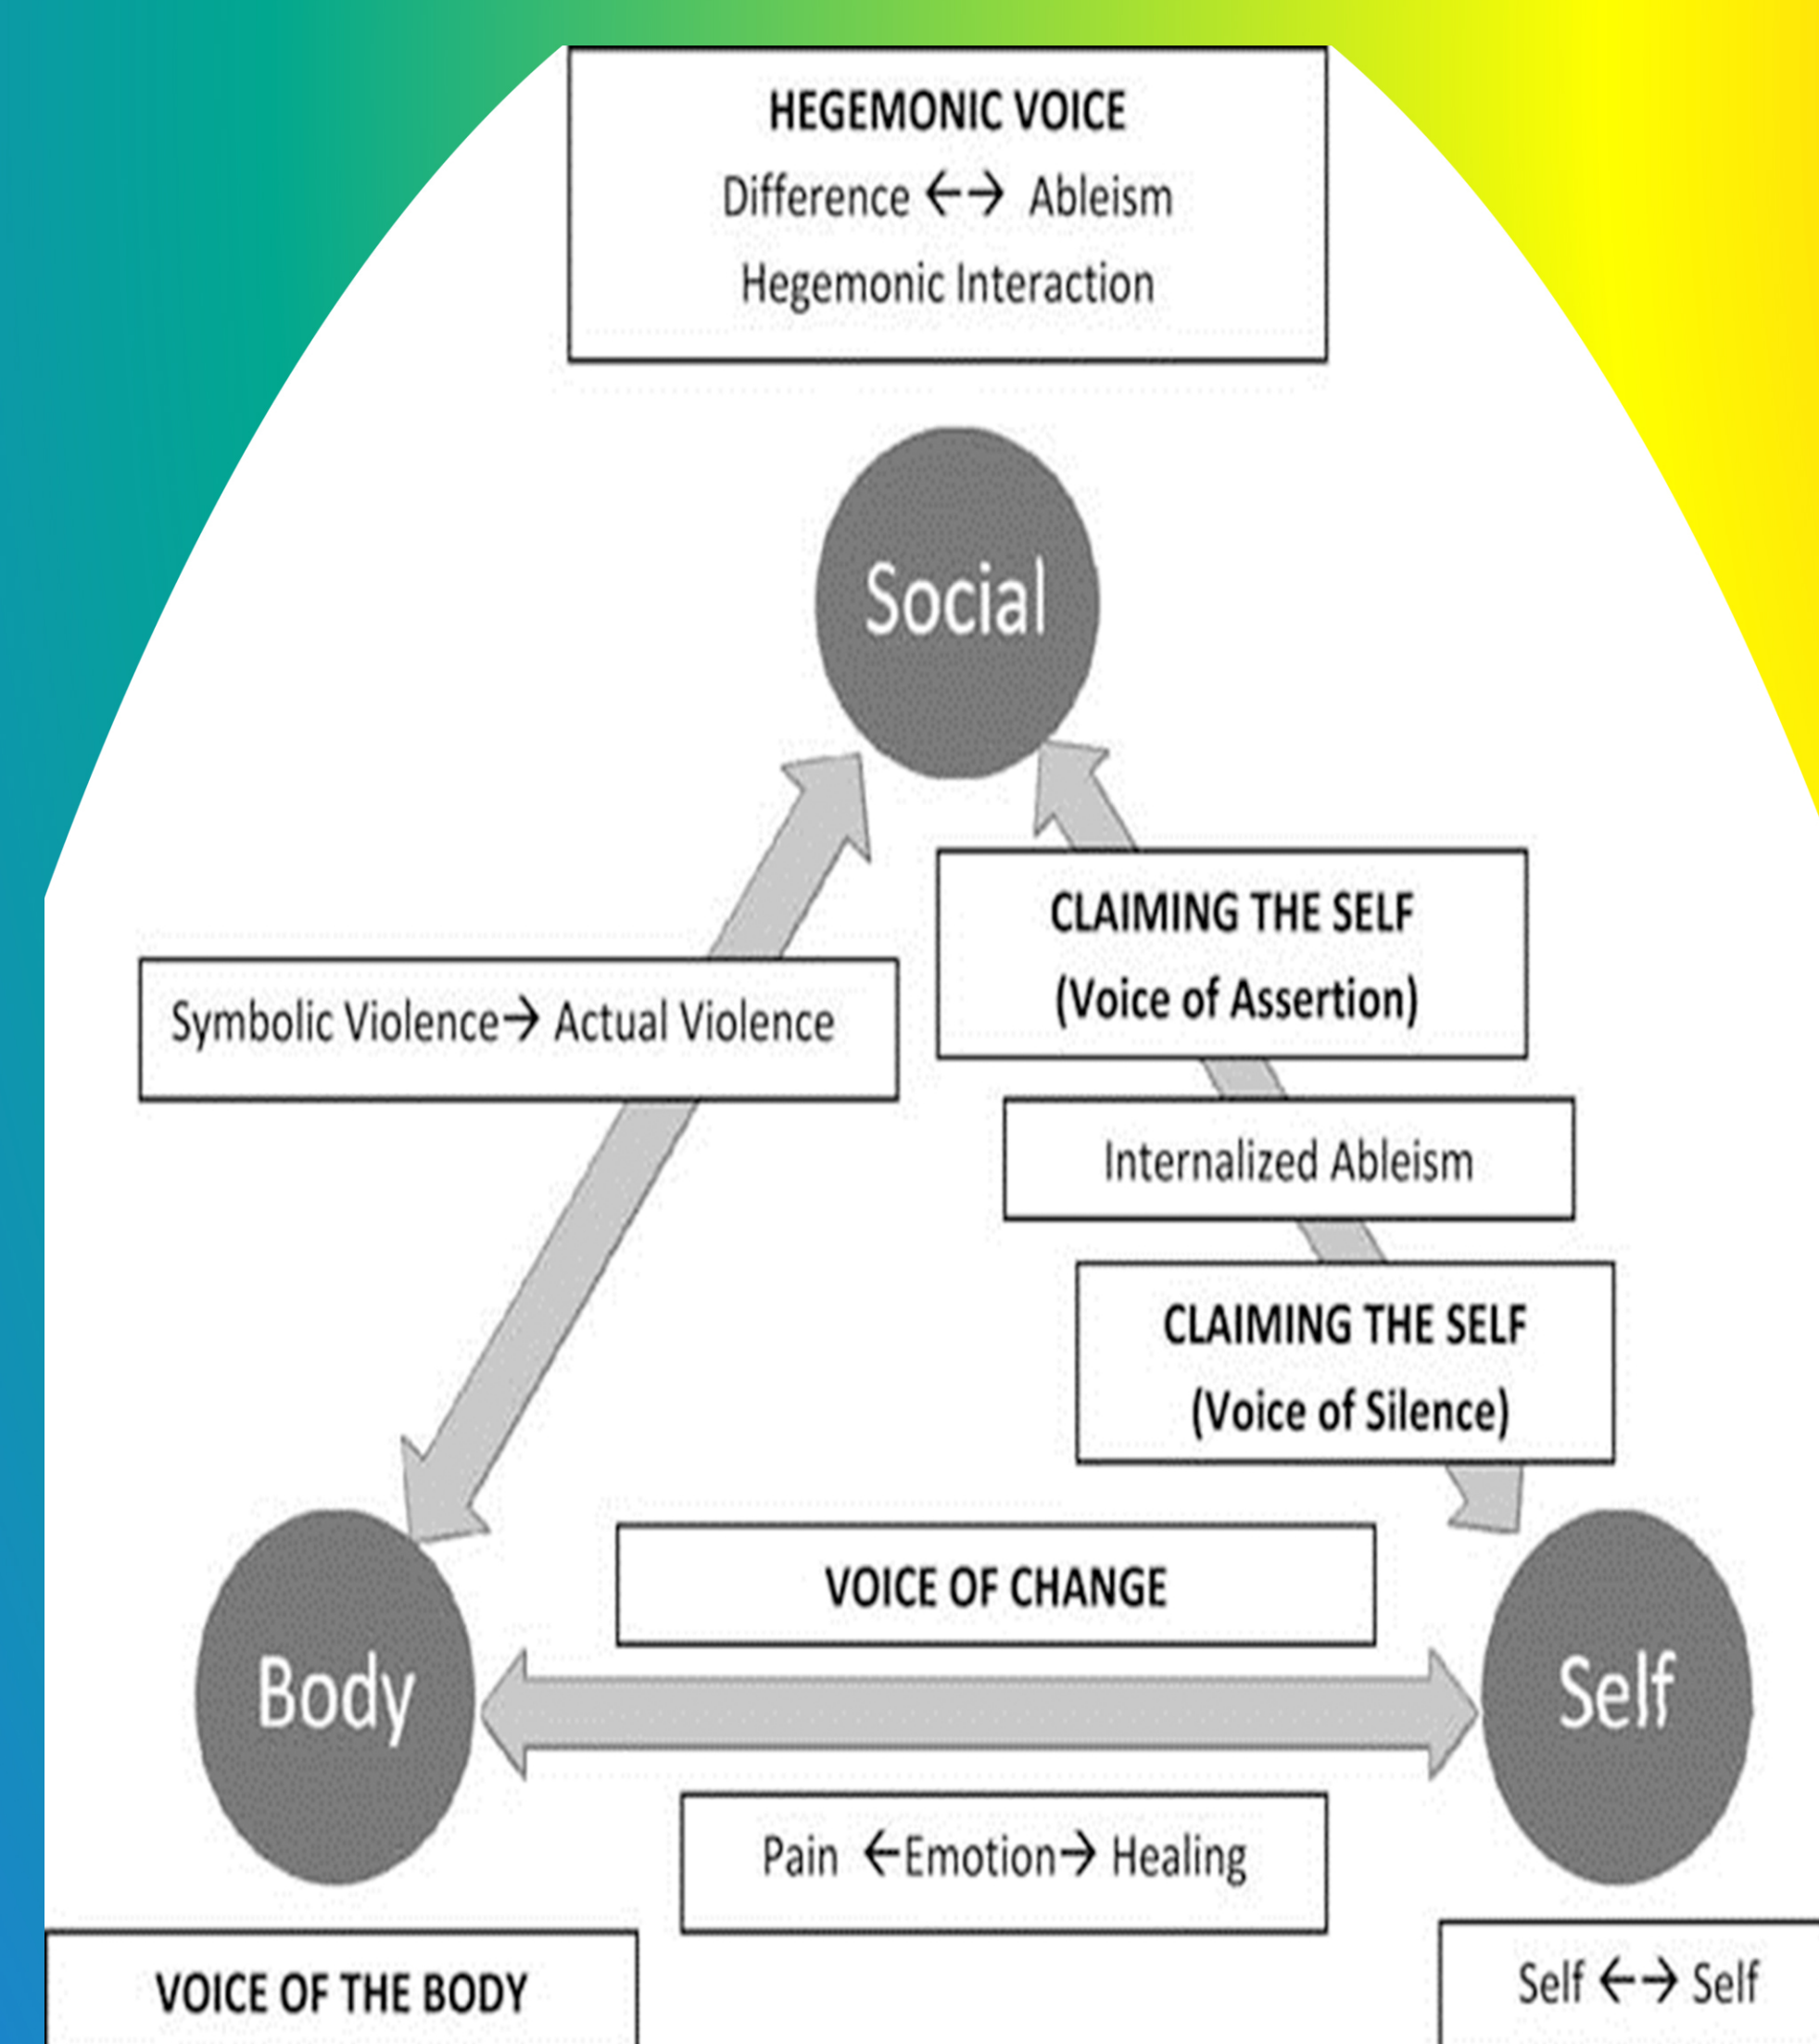 HEGEMONIC VOICE
Difference ←→ Ableism
Hegemonic Interaction
Social
CLAIMING THE SELF
(Voice of Assertion)
Symbolic Violence→ Actual Violence
Internalized Ableism
CLAIMING THE SELF
(Voice of Silence)
VOICE OF CHANGE
Body
Self
Pain ←Emotion→ Healing
VOICE OF THE BODY
Self ←→ Self